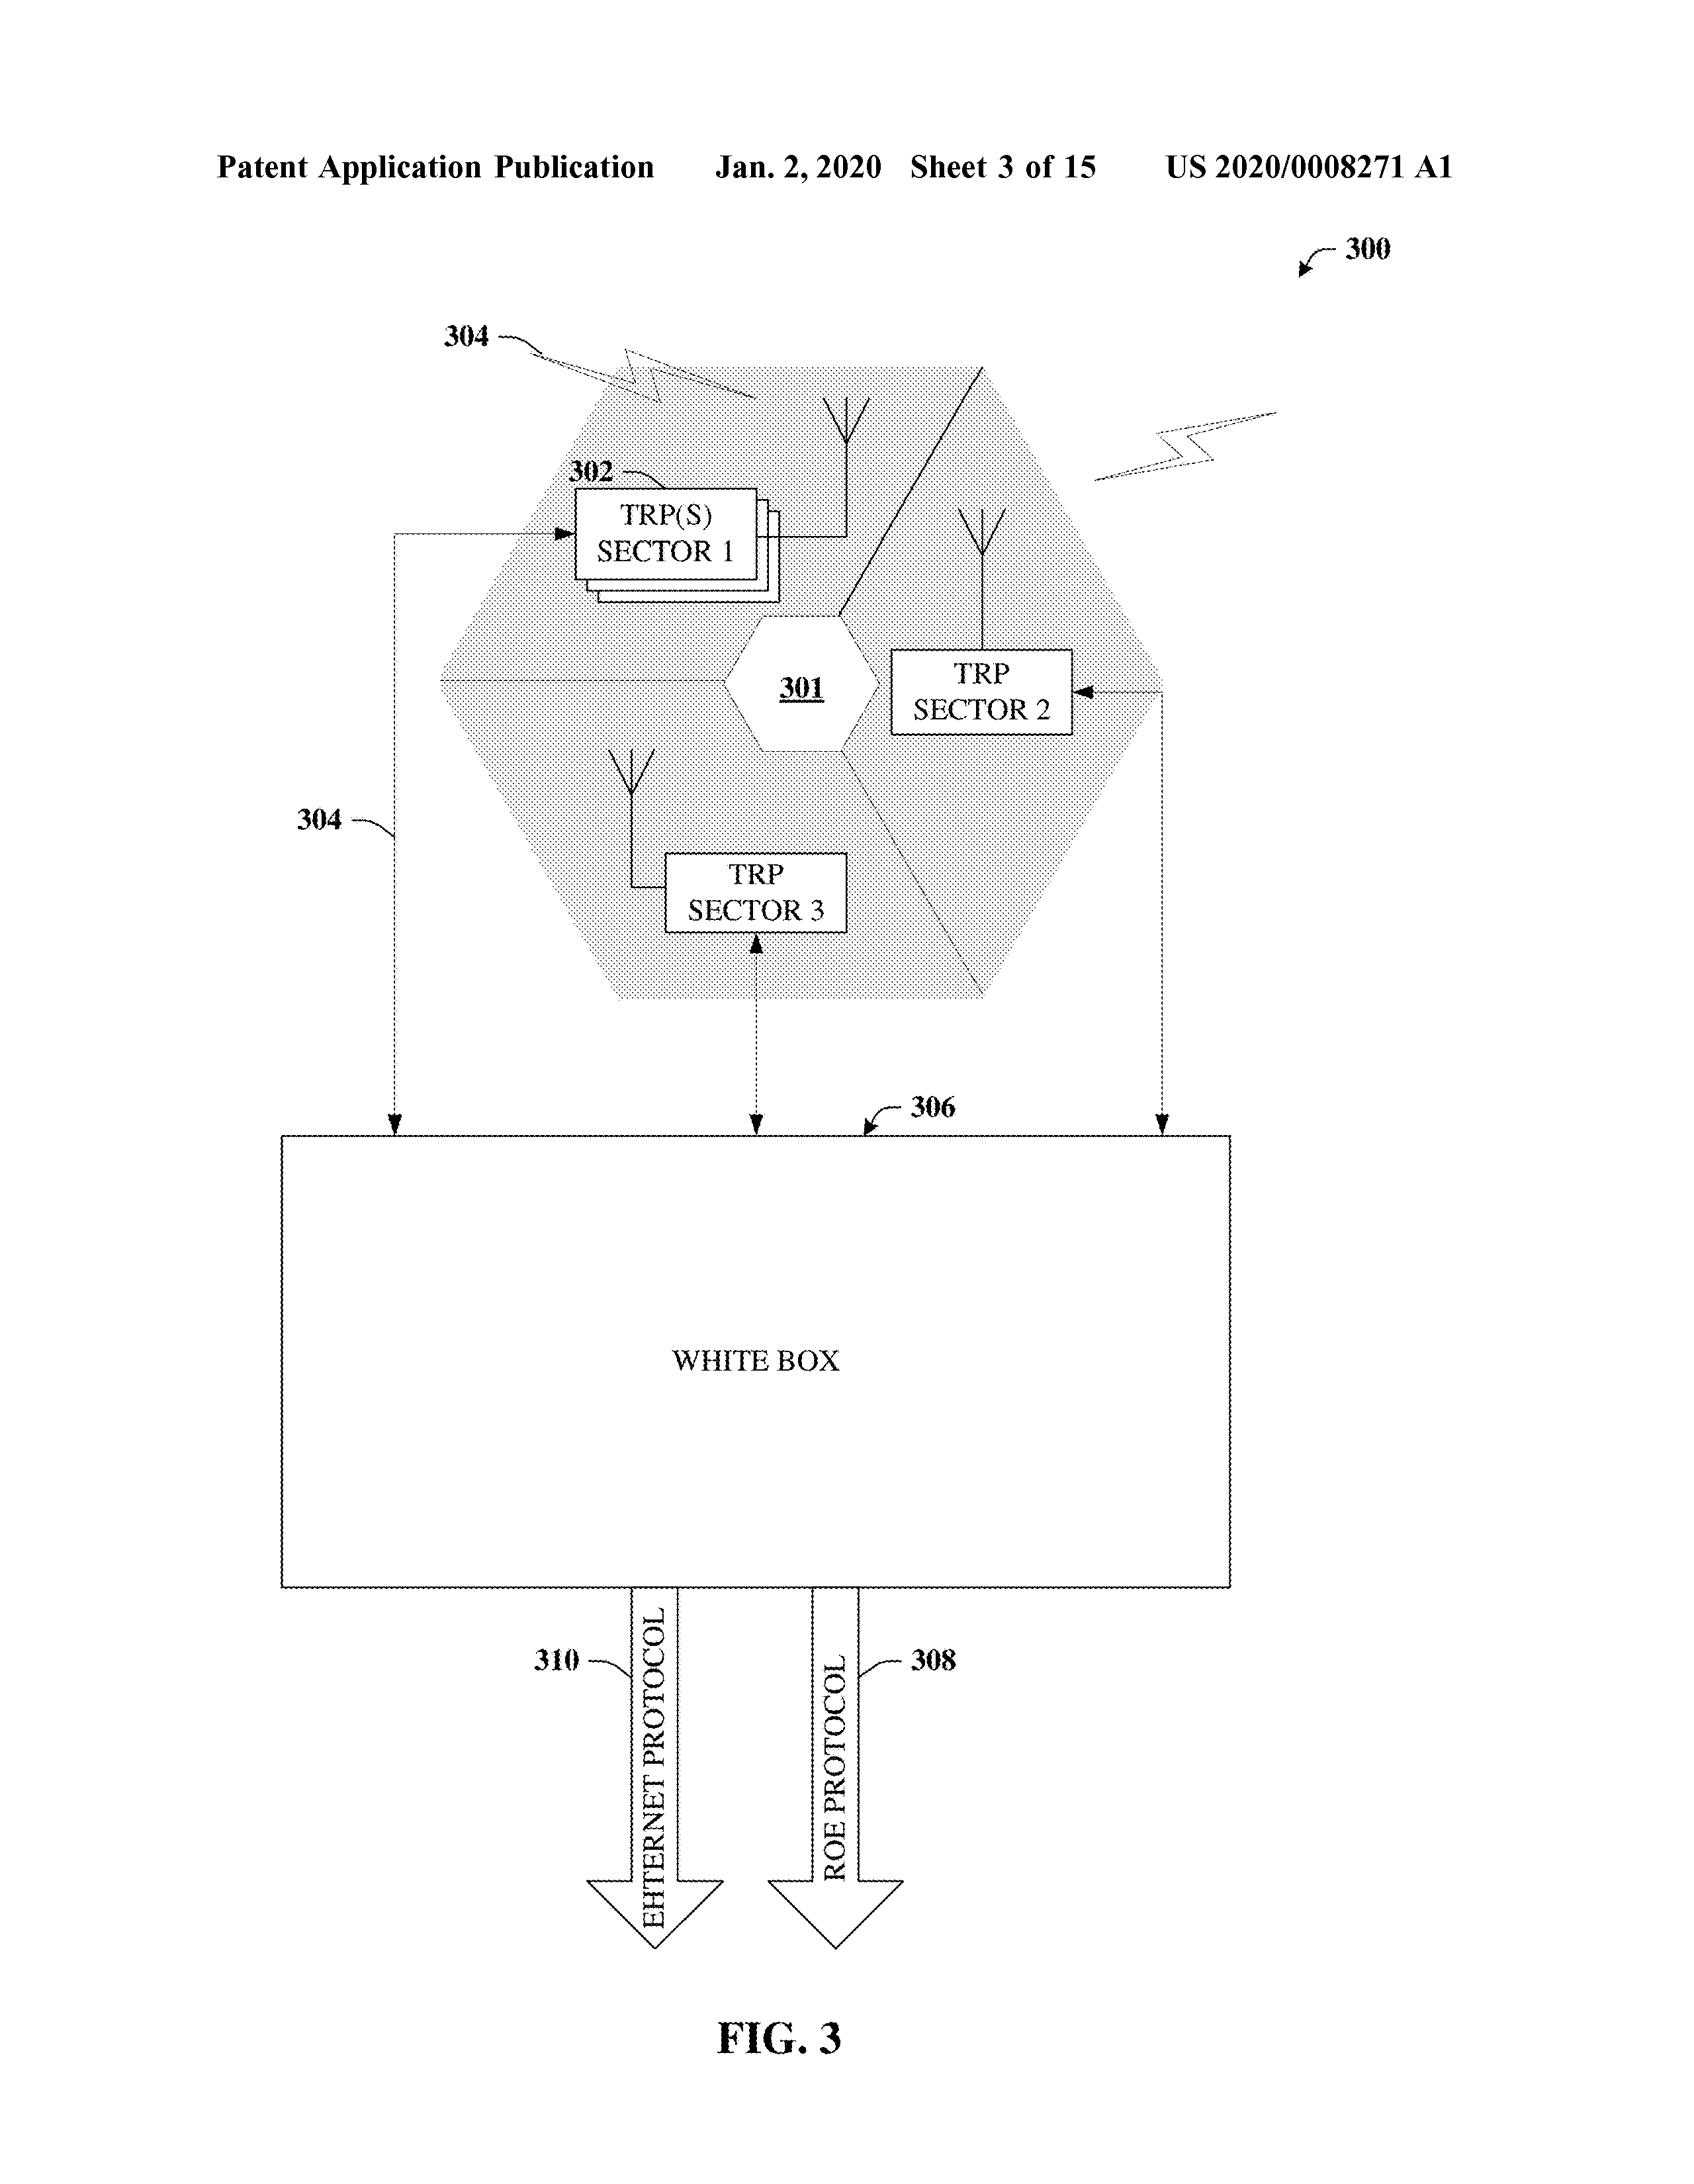 Patent Application Publication Jan. 2, 2020 Sheet 3 of 15 US 2020/0008271 A1
300
304
302
TRP(S)
SECTOR 1
TRP
SECTOR 2
301
304
TRP
SECTOR 3
306
WHITE BOX
310
EHTERNET PROTOCOL
ROE PROTOCOL
308
FIG. 3